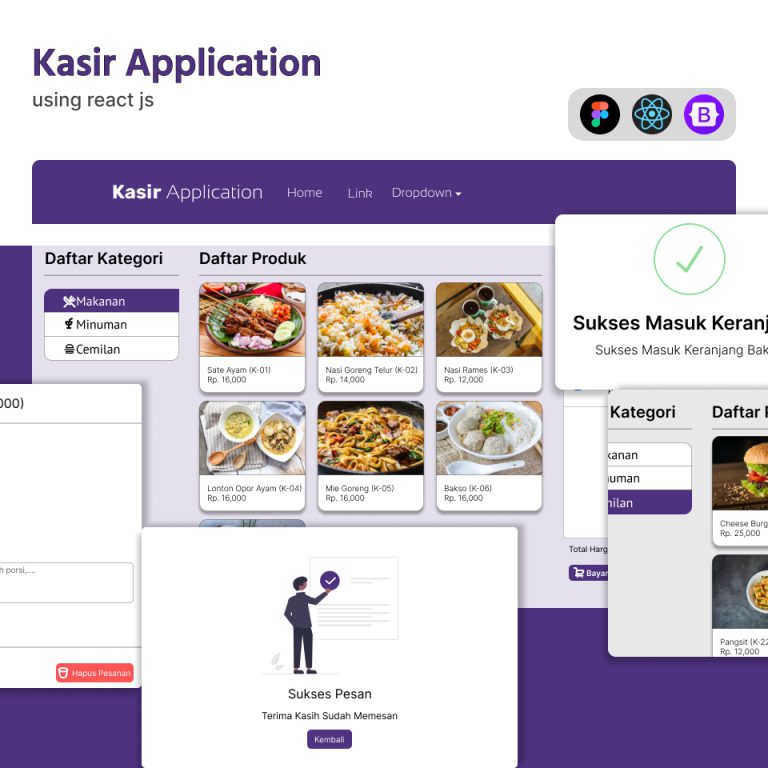 Kasir Application
using react js
Kasir Application
Home
Link
Dropdown
Daftar Kategori
Makanan
Minuman
Cemilan
Daftar Produk
Sate Ayam (K-01)
Rp. 16,000
Nasi Goreng Telur (K-02)
Rp. 14,000
Nasi Rames (K-03)
Rp. 12,000
Lonton Opor Ayam (K-04)
Rp. 16,000
Mie Goreng (K-05)
Rp. 16,000
Bakso (K-06)
Rp. 16,000
Sukses Masuk Keranj
Sukses Masuk Keranjang Bak
000)
h porsi,....
Hapus Pesanan
Total Harg
Bayar
Kategori
kanan
numan
milan
Daftar P
Cheese Burg
Rp. 25,000
Pangsit (K-22
Rp. 12,000
Sukses Pesan
Terima Kasih Sudah Memesan
Kembali